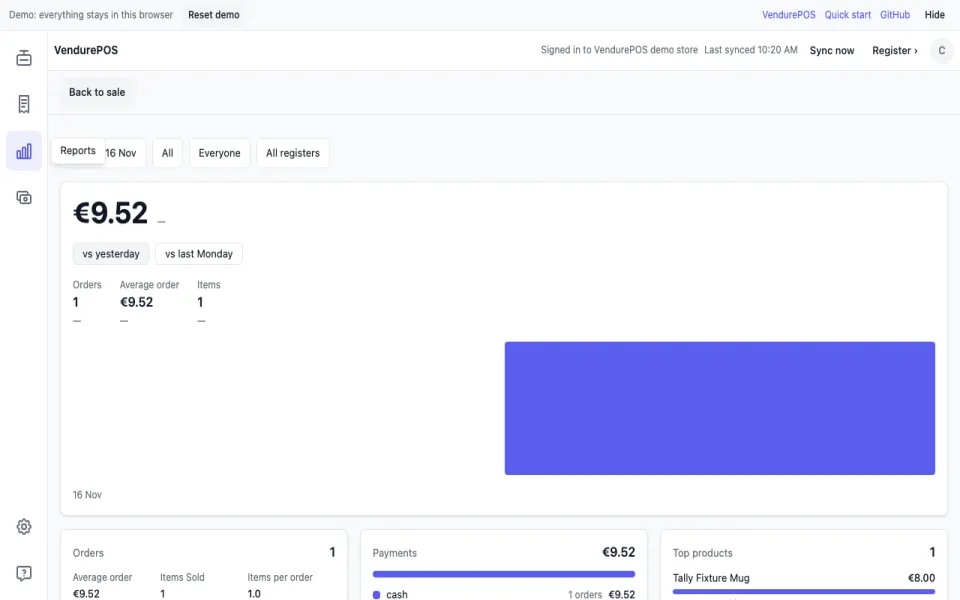 Demo: everything stays in this browser Reset demo VendurePOS Quick start GitHub Hide
VendurePOS Signed in to VendurePOS demo store Last synced 10:20 AM Sync now Register › C
Back to sale
Reports 16 Nov All Everyone All registers
€9.52 _
vs yesterday vs last Monday
Orders Average order Items
1 €9.52 1
— — —
16 Nov
Orders 1 Payments €9.52 Top products 1
Average order Items Sold Items per order Tally Fixture Mug €8.00
€9.52 1 1.0 cash 1 orders €9.52